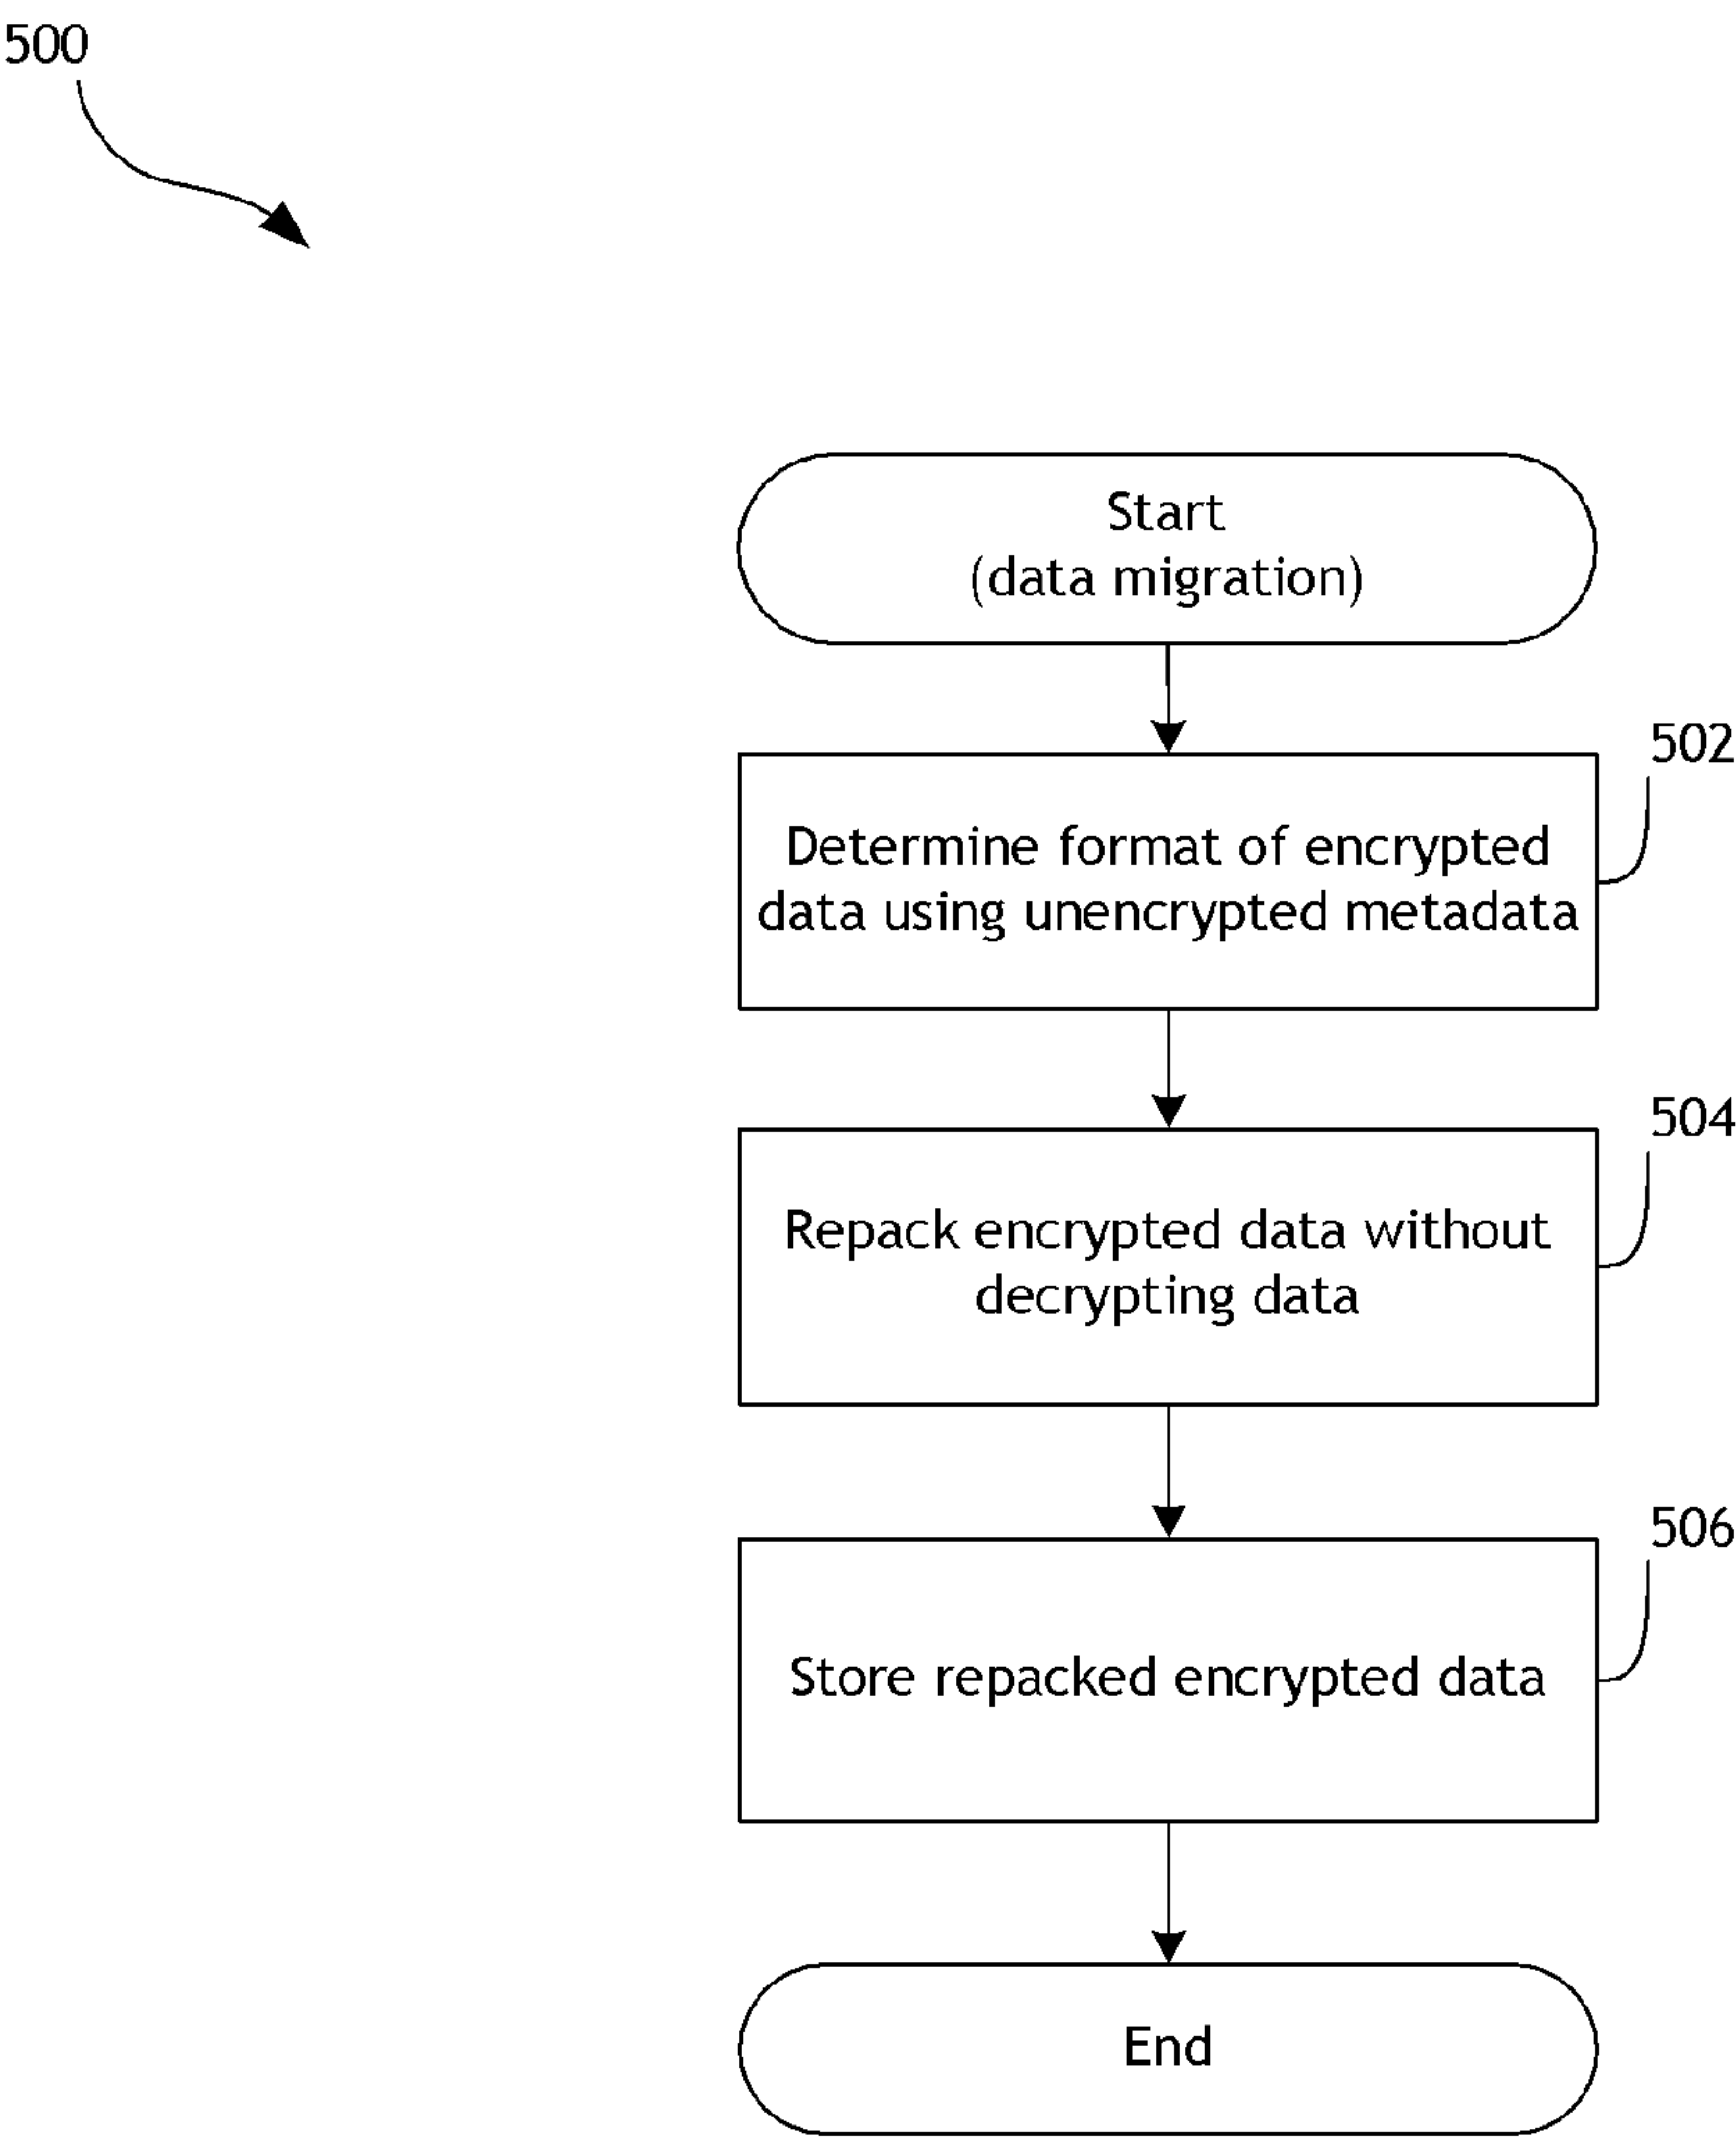 500
Start
(data migration)
502
Determine format of encrypted
data using unencrypted metadata
504
Repack encrypted data without
decrypting data
506
Store repacked encrypted data
End